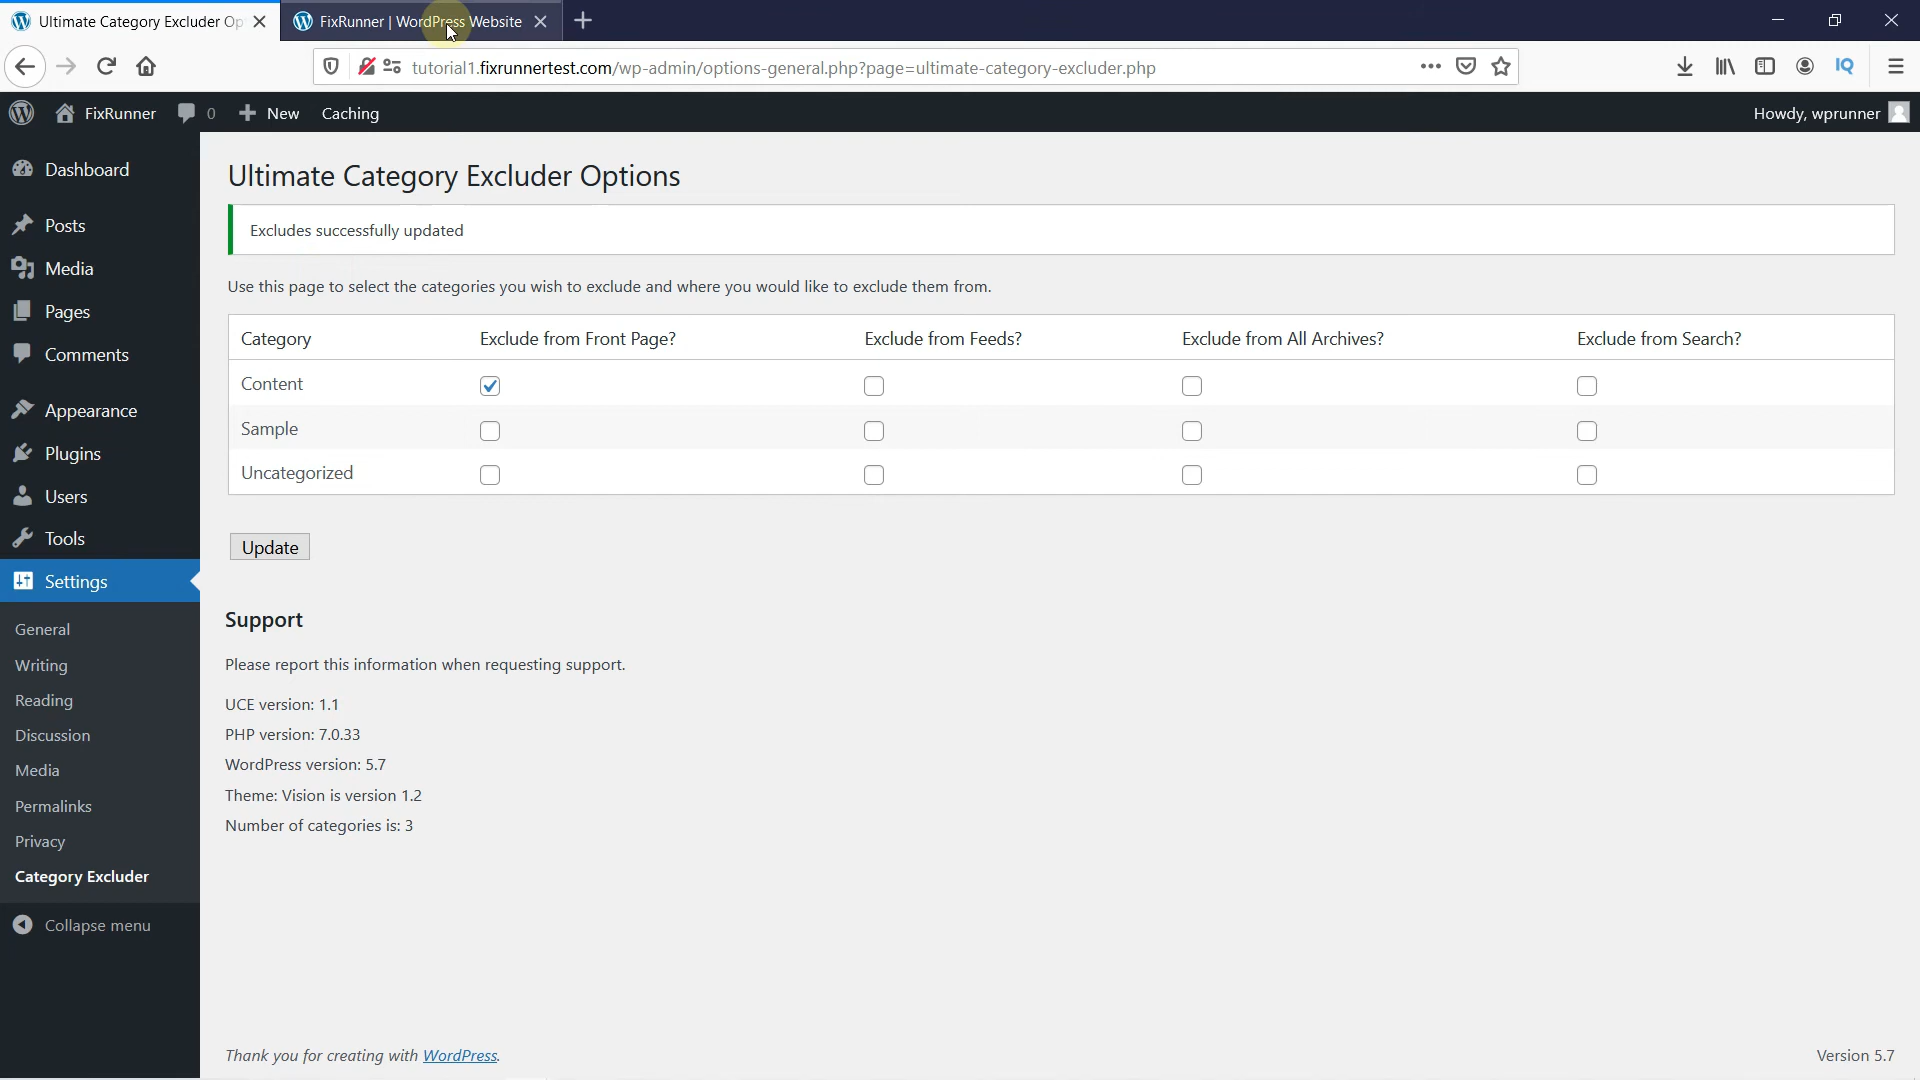 Ultimate Category Excluder Op
FixRunner | WordPress Website
tutorial1.fixrunnertest.com/wp-admin/options-general.php?page=ultimate-category-excluder.php
IQ
FixRunner
0
New
Caching
Howdy, wprunner
Dashboard
Posts
Media
Pages
Comments
Appearance
Plugins
Users
Tools
Settings
General
Writing
Reading
Discussion
Media
Permalinks
Privacy
Category Excluder
Collapse menu
Ultimate Category Excluder Options
Excludes successfully updated
Use this page to select the categories you wish to exclude and where you would like to exclude them from.
Category Exclude from Front Page? Exclude from Feeds? Exclude from All Archives? Exclude from Search?
Content
Sample
Uncategorized
Update
Support
Please report this information when requesting support.
UCE version: 1.1
PHP version: 7.0.33
WordPress version: 5.7
Theme: Vision is version 1.2
Number of categories is: 3
Thank you for creating with WordPress.
Version 5.7